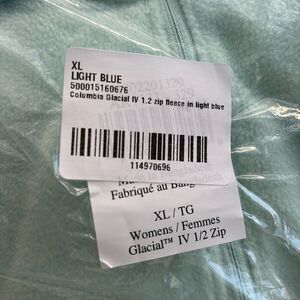 XL
LIGHT BLUE
500015160676
Columbia Glacial IV 1.2 zip fleece in light blue
114970696
Fabriqué au
XL / TG
Womens / Femmes
Glacial™ IV 1/2 Zip